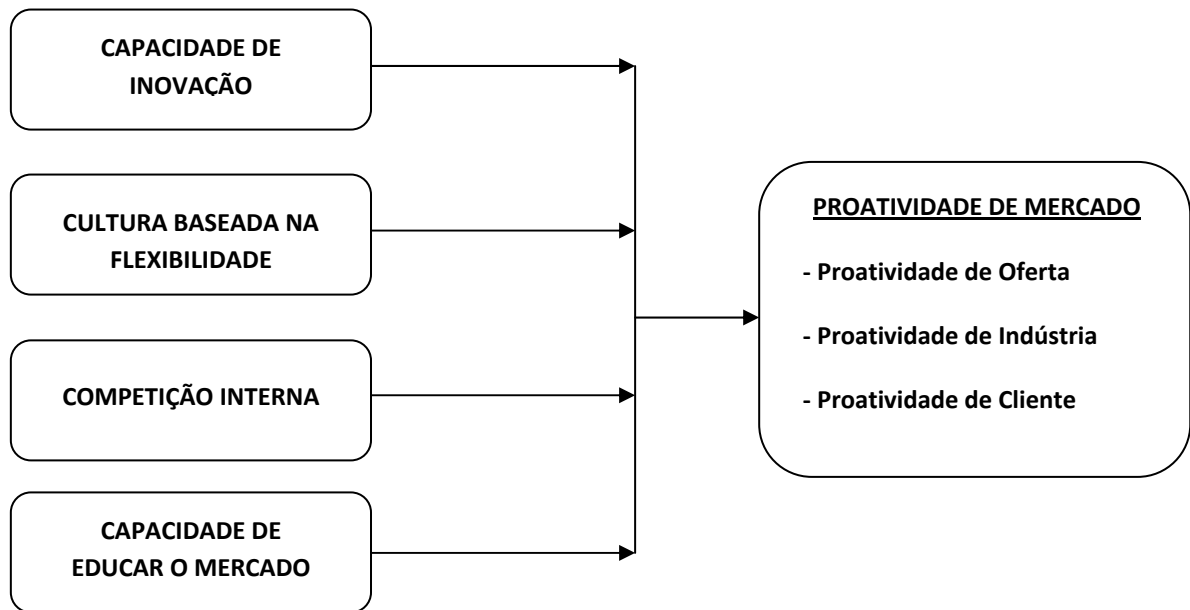 CAPACIDADE DE
INOVAÇÃO
CULTURA BASEADA NA
FLEXIBILIDADE
COMPETIÇÃO INTERNA
CAPACIDADE DE
EDUCAR O MERCADO
PROATIVIDADE DE MERCADO
- Proatividade de Oferta
- Proatividade de Indústria
- Proatividade de Cliente